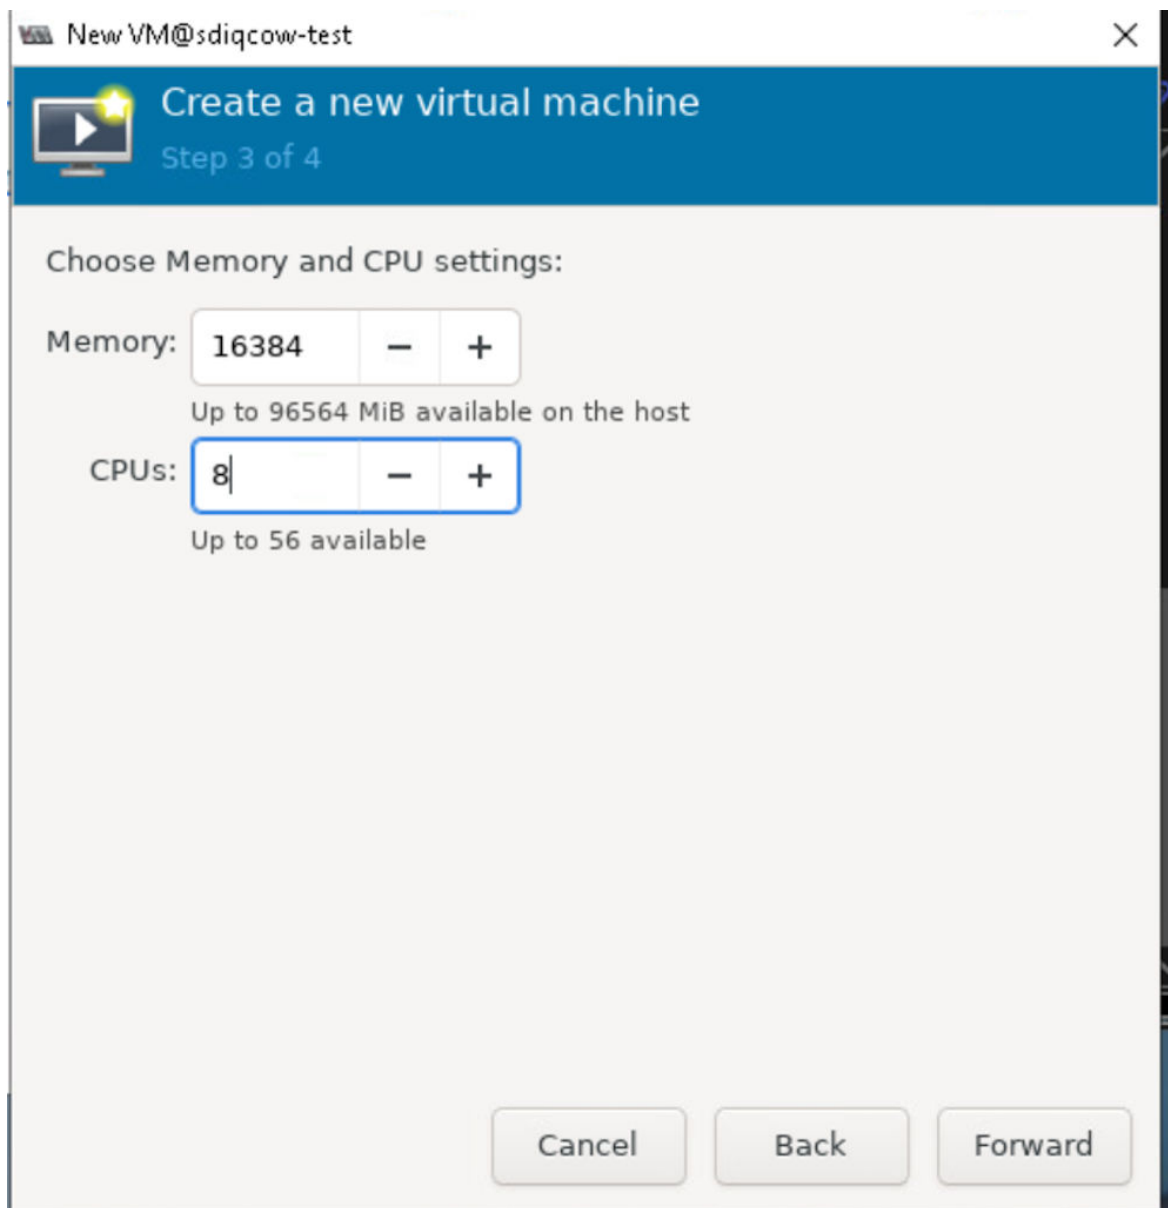 New VM@sdiqcow-test
Create a new virtual machine
Step 3 of 4
Choose Memory and CPU settings:
Memory: 16384 − +
Up to 96564 MiB available on the host
CPUs: 8 − +
Up to 56 available
Cancel Back Forward